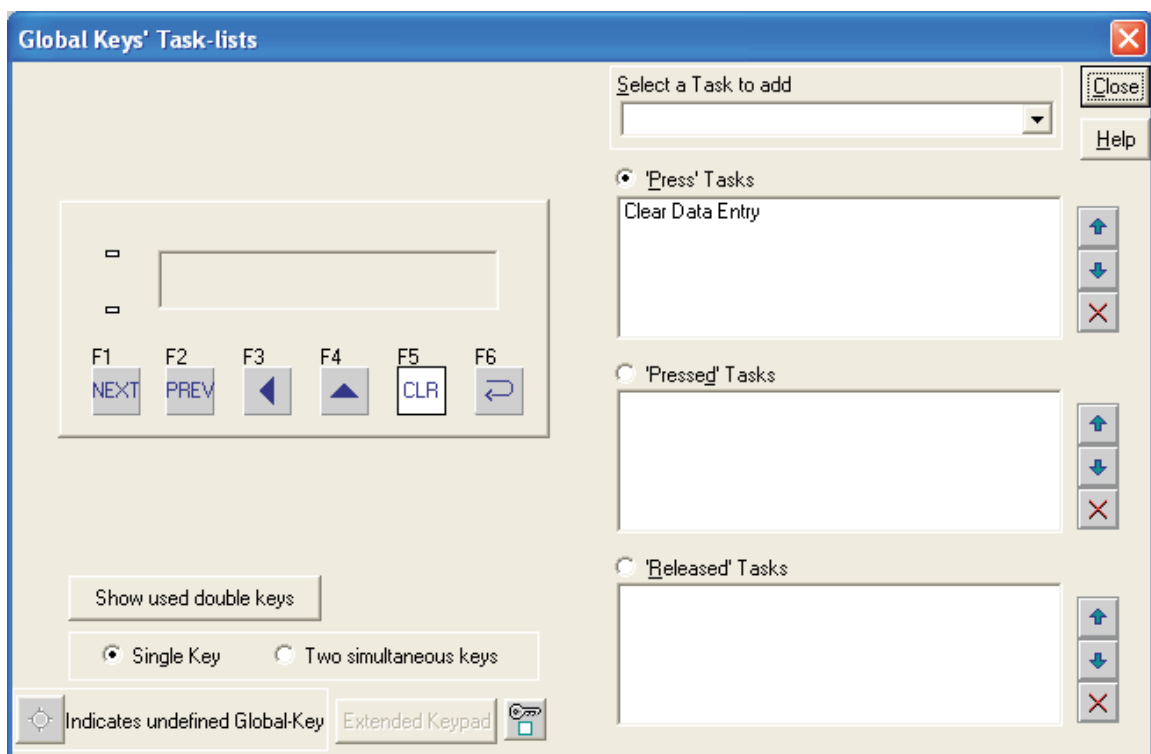 Global Keys' Task-lists
Select a Task to add
Close
Help
'Press' Tasks
Clear Data Entry
F1 F2 F3 F4 F5 F6
NEXT PREV CLR
'Pressed' Tasks
'Released' Tasks
Show used double keys
Single Key Two simultaneous keys
Indicates undefined Global-Key Extended Keypad